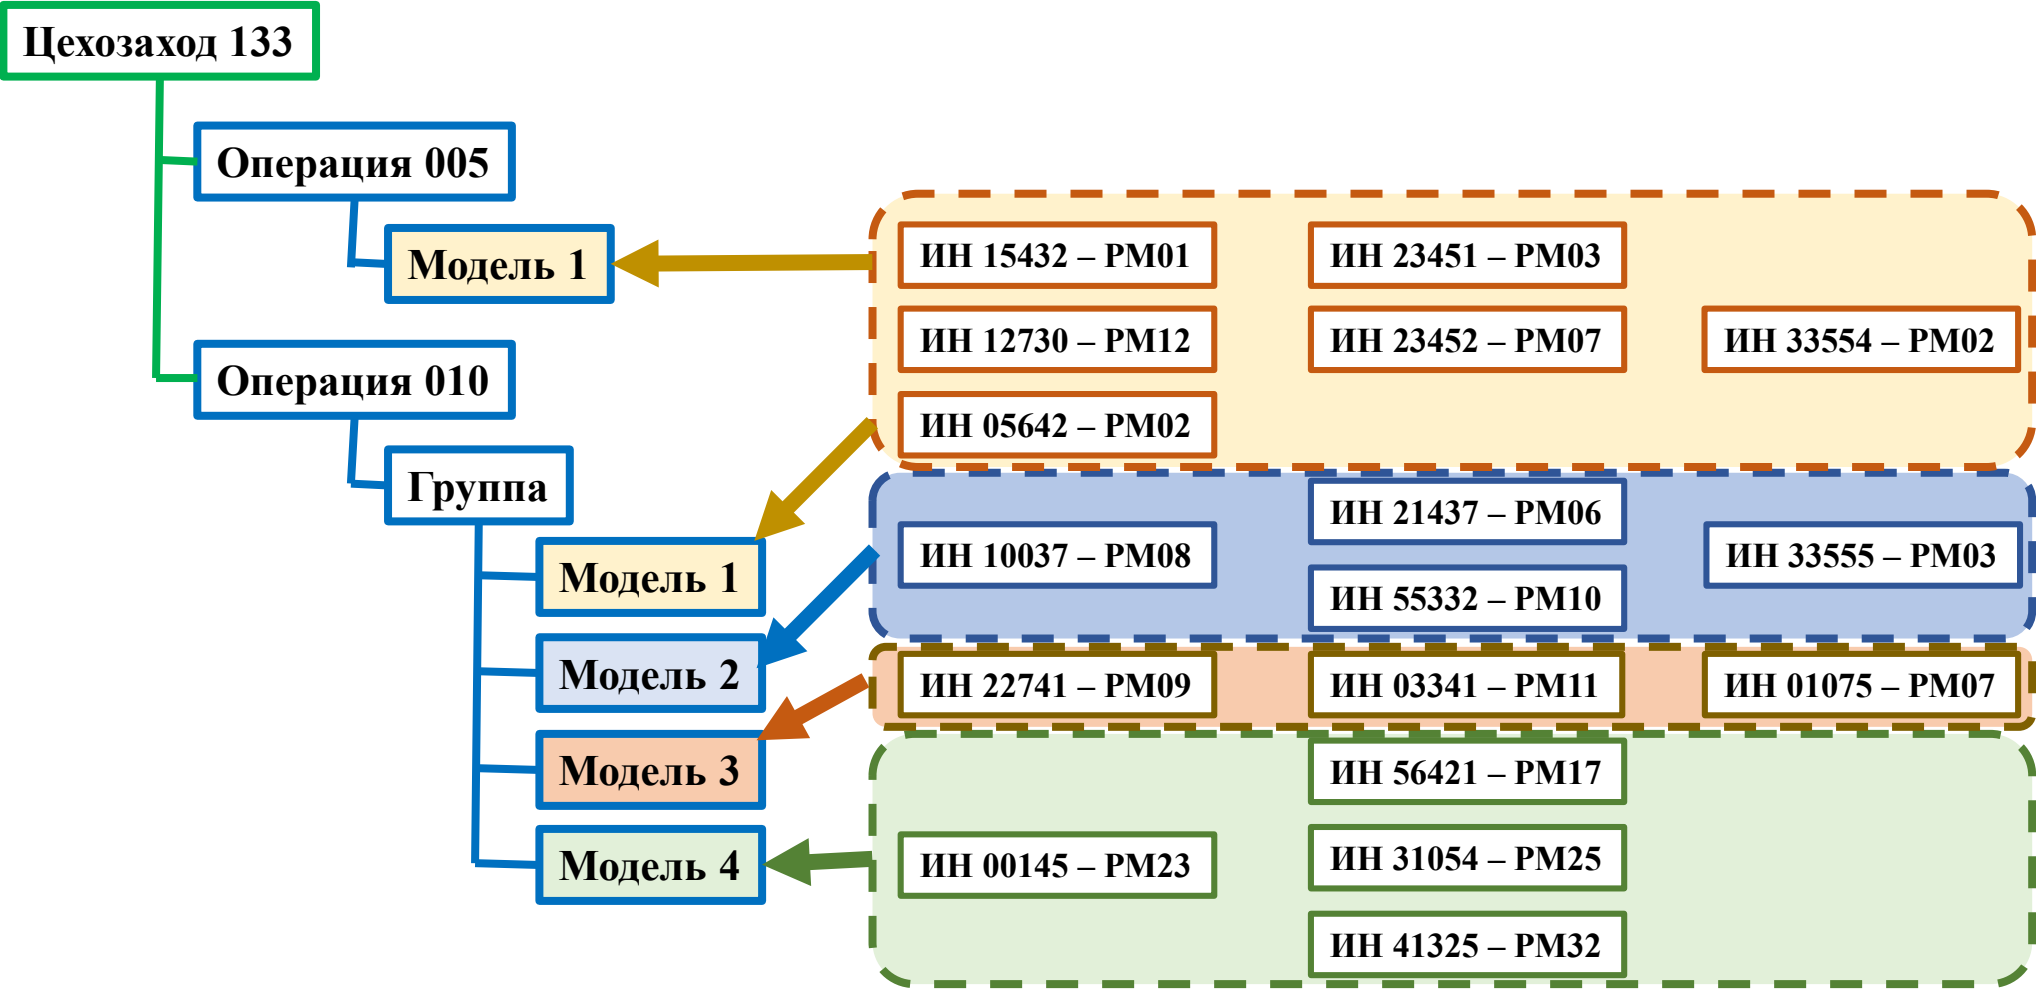 Цехозаход 133
Операция 005
Модель 1
Операция 010
Группа
Модель 1
Модель 2
Модель 3
Модель 4
ИН 15432 – РМ01
ИН 23451 – РМ03
ИН 12730 – РМ12
ИН 23452 – РМ07
ИН 33554 – РМ02
ИН 05642 – РМ02
ИН 21437 – РМ06
ИН 10037 – РМ08
ИН 33555 – РМ03
ИН 55332 – РМ10
ИН 22741 – РМ09
ИН 03341 – РМ11
ИН 01075 – РМ07
ИН 56421 – РМ17
ИН 00145 – РМ23
ИН 31054 – РМ25
ИН 41325 – РМ32